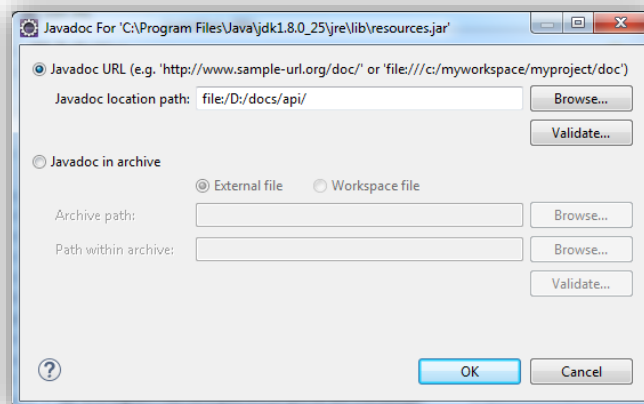 Javadoc For 'C:\Program Files\Java\jdk1.8.0_25\jre\lib\resources.jar'
Javadoc URL (e.g. 'http://www.sample-url.org/doc/' or 'file:///c:/myworkspace/myproject/doc')
Javadoc location path: file:/D:/docs/api/ Browse...
Validate...
Javadoc in archive
External file Workspace file
Archive path: Browse...
Path within archive: Browse...
Validate...
? OK Cancel